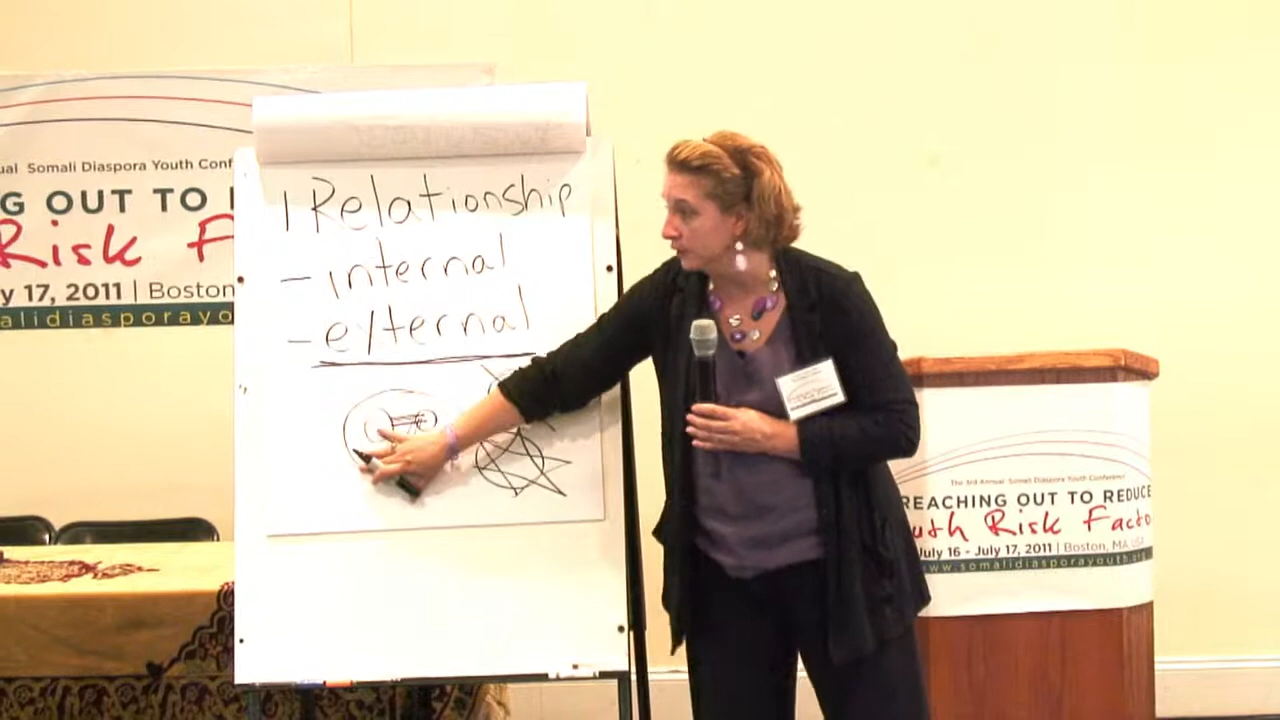 ual Somali Diaspora Youth Conf
G OUT TO
Risk F
y 17, 2011 | Boston
alidiasporayo
1 Relationship
- internal
- external
The 3rd Annual Somali Diaspora Youth Conference
REACHING OUT TO REDUCE
uth Risk Facto
July 16 - July 17, 2011 | Boston, MA USA
www.somalidiasporayouth.org